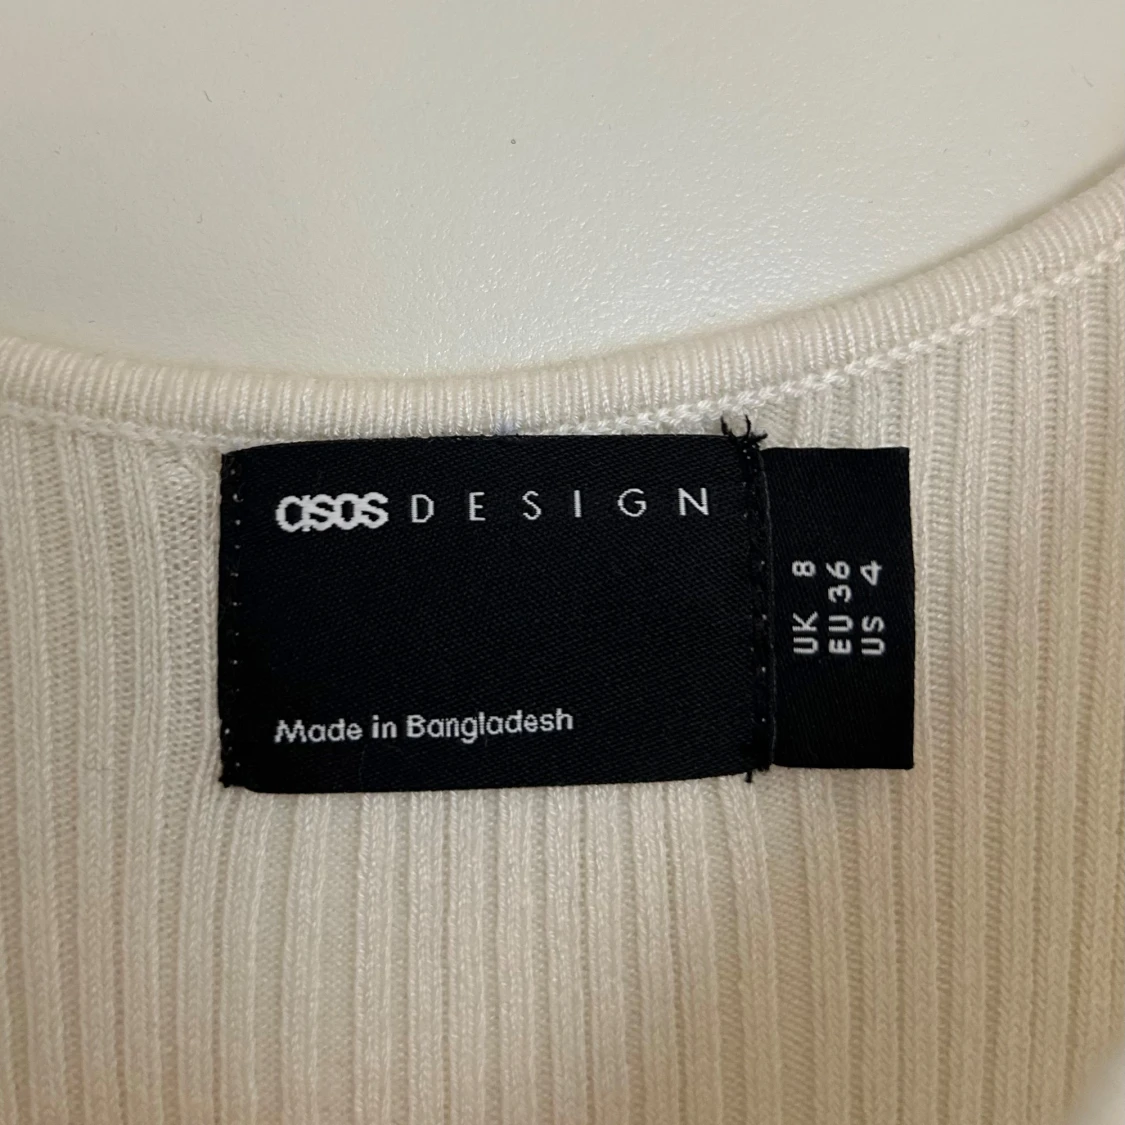 asos DESIGN
Made in Bangladesh
UK 8
EU 36
US 4